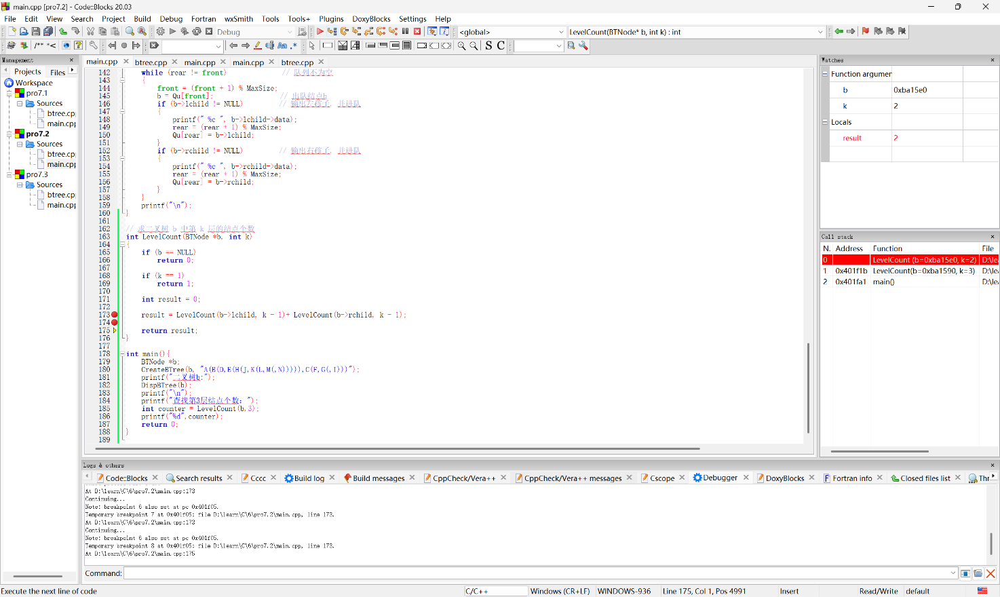 main.cpp [pro7.2] - Code::Blocks 20.03
File Edit View Search Project Build Debug Fortran wxSmith Tools Tools+ Plugins DoxyBlocks Settings Help
Debug
<global>
LevelCount(BTNode* b, int k) : int
/** *<
Aa .*
S C
Management
Projects Files
Workspace
pro7.1
Sources
btree.cp
main.cpp
pro7.2
Sources
btree.cp
main.cpp
pro7.3
Sources
btree.cp
main.cpp
main.cpp btree.cpp main.cpp main.cpp btree.cpp
142 while (rear != front) // 队列不为空
143 {
144 front = (front + 1) % MaxSize;
145 b = Qu[front]; // 出队结点b
146 if (b->lchild != NULL) // 输出左孩子, 并进队
147 {
148 printf(" %c ", b->lchild->data);
149 rear = (rear + 1) % MaxSize;
150 Qu[rear] = b->lchild;
151 }
152 if (b->rchild != NULL) // 输出右孩子, 并进队
153 {
154 printf(" %c ", b->rchild->data);
155 rear = (rear + 1) % MaxSize;
156 Qu[rear] = b->rchild;
157 }
158 }
159 printf("\n");
160 }
161
162 // 求二叉树 b 中第 k 层的结点个数
163 int LevelCount(BTNode *b, int k)
164 {
165 if (b == NULL)
166 return 0;
167
168 if (k == 1)
169 return 1;
170
171 int result = 0;
172
173 result = LevelCount(b->lchild, k - 1)+ LevelCount(b->rchild, k - 1);
174
175 return result;
176 }
177
178 int main(){
179 BTNode *b;
180 CreateBTree(b, "A(B(D,E(H(J,K(L,M(,N))))),C(F,G(,I)))");
181 printf("二叉树b:");
182 DispBTree(b);
183 printf("\n");
184 printf("查找第3层结点个数: ");
185 int counter = LevelCount(b,3);
186 printf("%d",counter);
187 return 0;
188 }
189
Watches
Function argumen
b 0xba15e0
k 2
Locals
result 2
Call stack
N. Address Function File
0 LevelCount (b=0xba15e0, k=2) D:\le
1 0x401f1b LevelCount(b=0xba1590, k=3) D:\le
2 0x401fa1 main() D:\le
Logs & others
Code::Blocks Search results Cccc Build log Build messages CppCheck/Vera++ CppCheck/Vera++ messages Cscope Debugger DoxyBlocks Fortran info Closed files list Thr
At D:\learn\C\6\pro7.2\main.cpp:173
Continuing...
Note: breakpoint 6 also set at pc 0x401f05.
Temporary breakpoint 7 at 0x401f05: file D:\learn\C\6\pro7.2\main.cpp, line 173.
At D:\learn\C\6\pro7.2\main.cpp:173
Continuing...
Note: breakpoint 6 also set at pc 0x401f05.
Temporary breakpoint 8 at 0x401f05: file D:\learn\C\6\pro7.2\main.cpp, line 173.
At D:\learn\C\6\pro7.2\main.cpp:175
Command:
Execute the next line of code C/C++ Windows (CR+LF) WINDOWS-936 Line 175, Col 1, Pos 4991 Insert Read/Write default